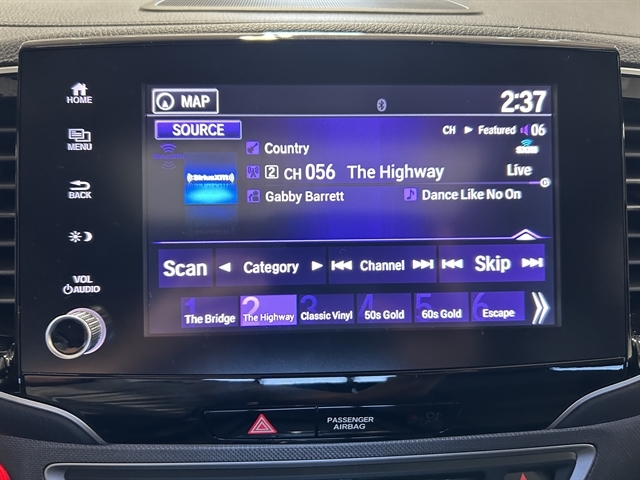 HOME
MENU
BACK
VOL
AUDIO
MAP
2:37
SOURCE
CH ► Featured 06
((SiriusXM))
Country
2 CH 056 The Highway Live
Gabby Barrett Dance Like No On
Scan ◄ Category ► Channel Skip
1 The Bridge
2 The Highway
3 Classic Vinyl
4 50s Gold
5 60s Gold
6 Escape
PASSENGER
AIRBAG